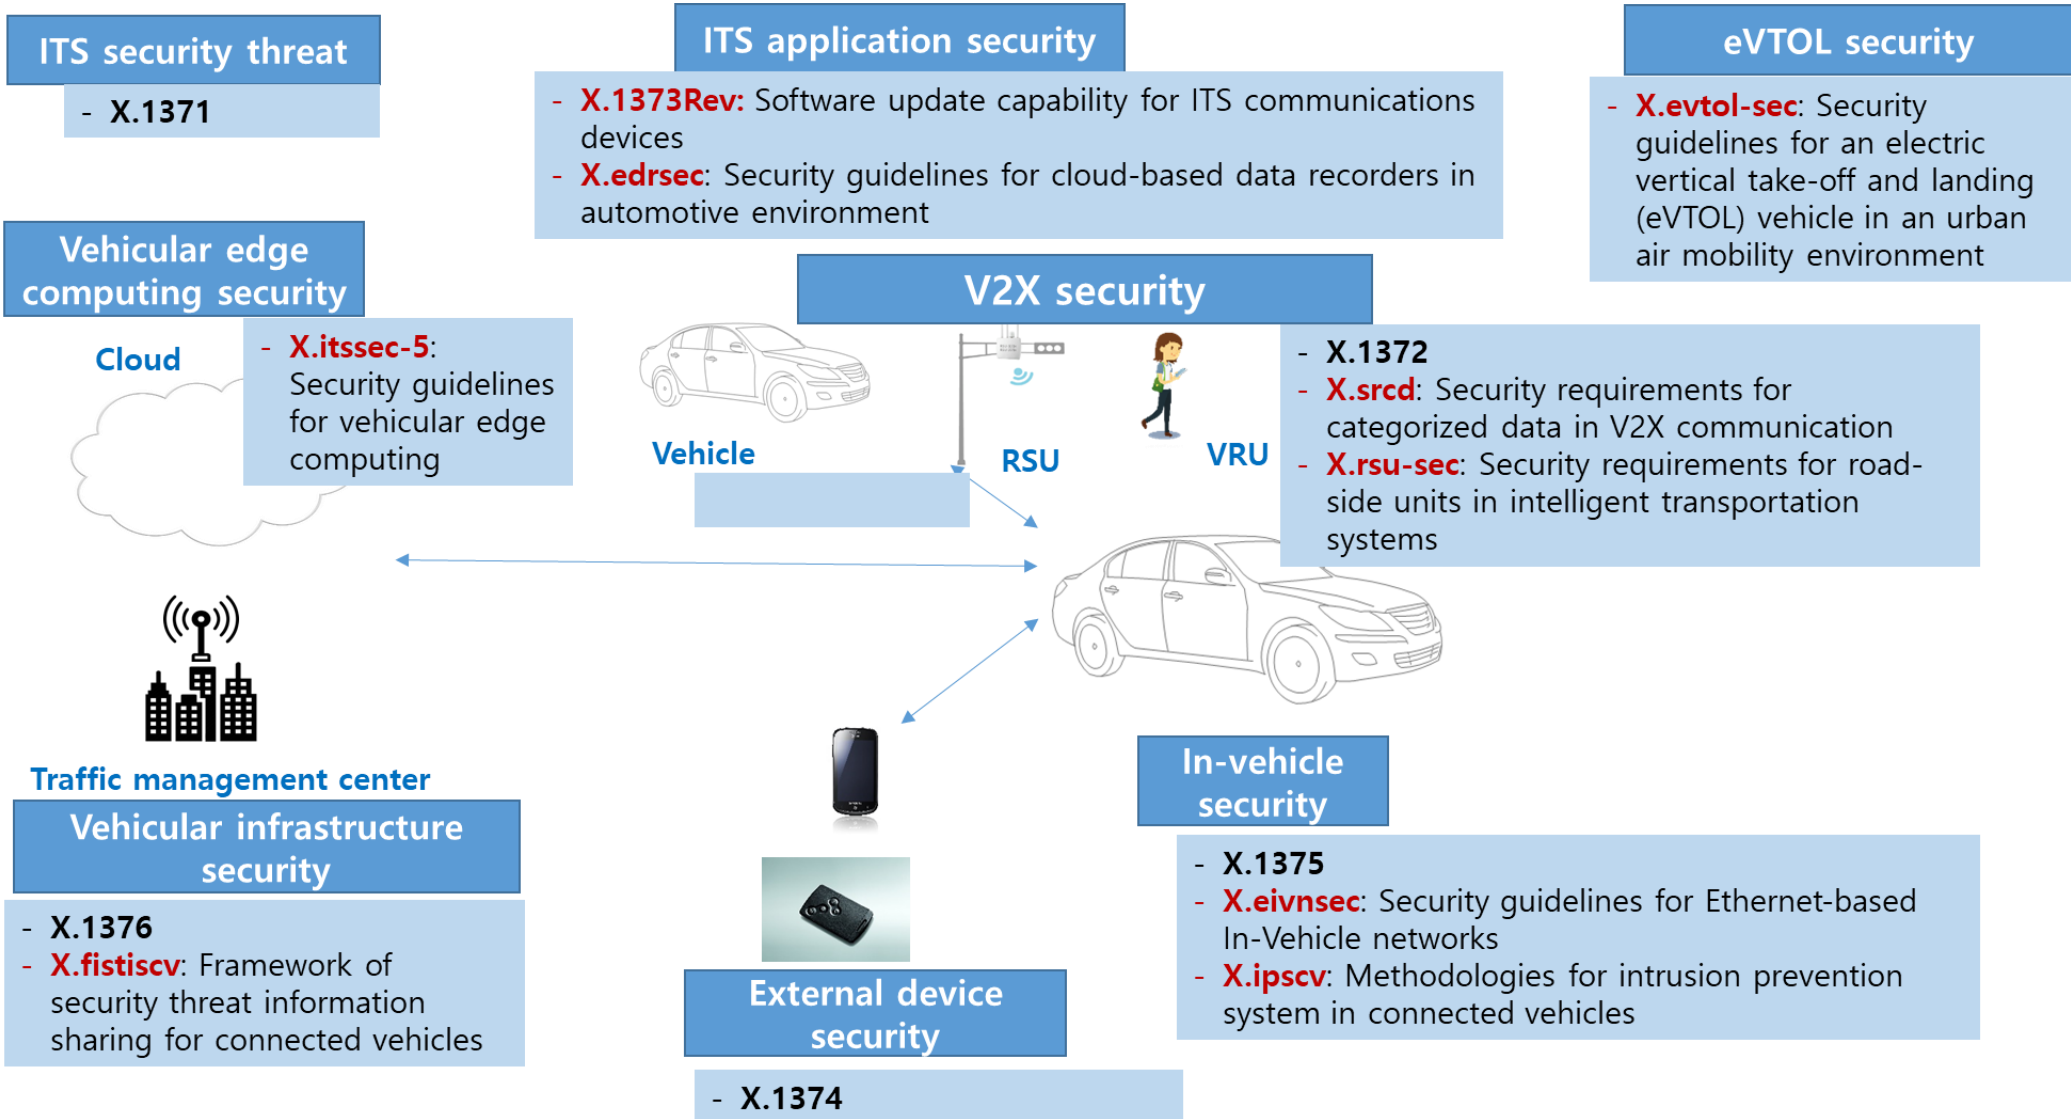 ITS security threat
- X.1371
ITS application security
- X.1373Rev: Software update capability for ITS communications
devices
- X.edrsec: Security guidelines for cloud-based data recorders in
automotive environment
eVTOL security
- X.evtol-sec: Security
guidelines for an electric
vertical take-off and landing
(eVTOL) vehicle in an urban
air mobility environment
Vehicular edge
computing security
Cloud
- X.itssec-5:
Security guidelines
for vehicular edge
computing
V2X security
Vehicle
RSU
VRU
- X.1372
- X.srcd: Security requirements for
categorized data in V2X communication
- X.rsu-sec: Security requirements for road-
side units in intelligent transportation
systems
Traffic management center
Vehicular infrastructure
security
- X.1376
- X.fistiscv: Framework of
security threat information
sharing for connected vehicles
External device
security
- X.1374
In-vehicle
security
- X.1375
- X.eivnsec: Security guidelines for Ethernet-based
In-Vehicle networks
- X.ipscv: Methodologies for intrusion prevention
system in connected vehicles